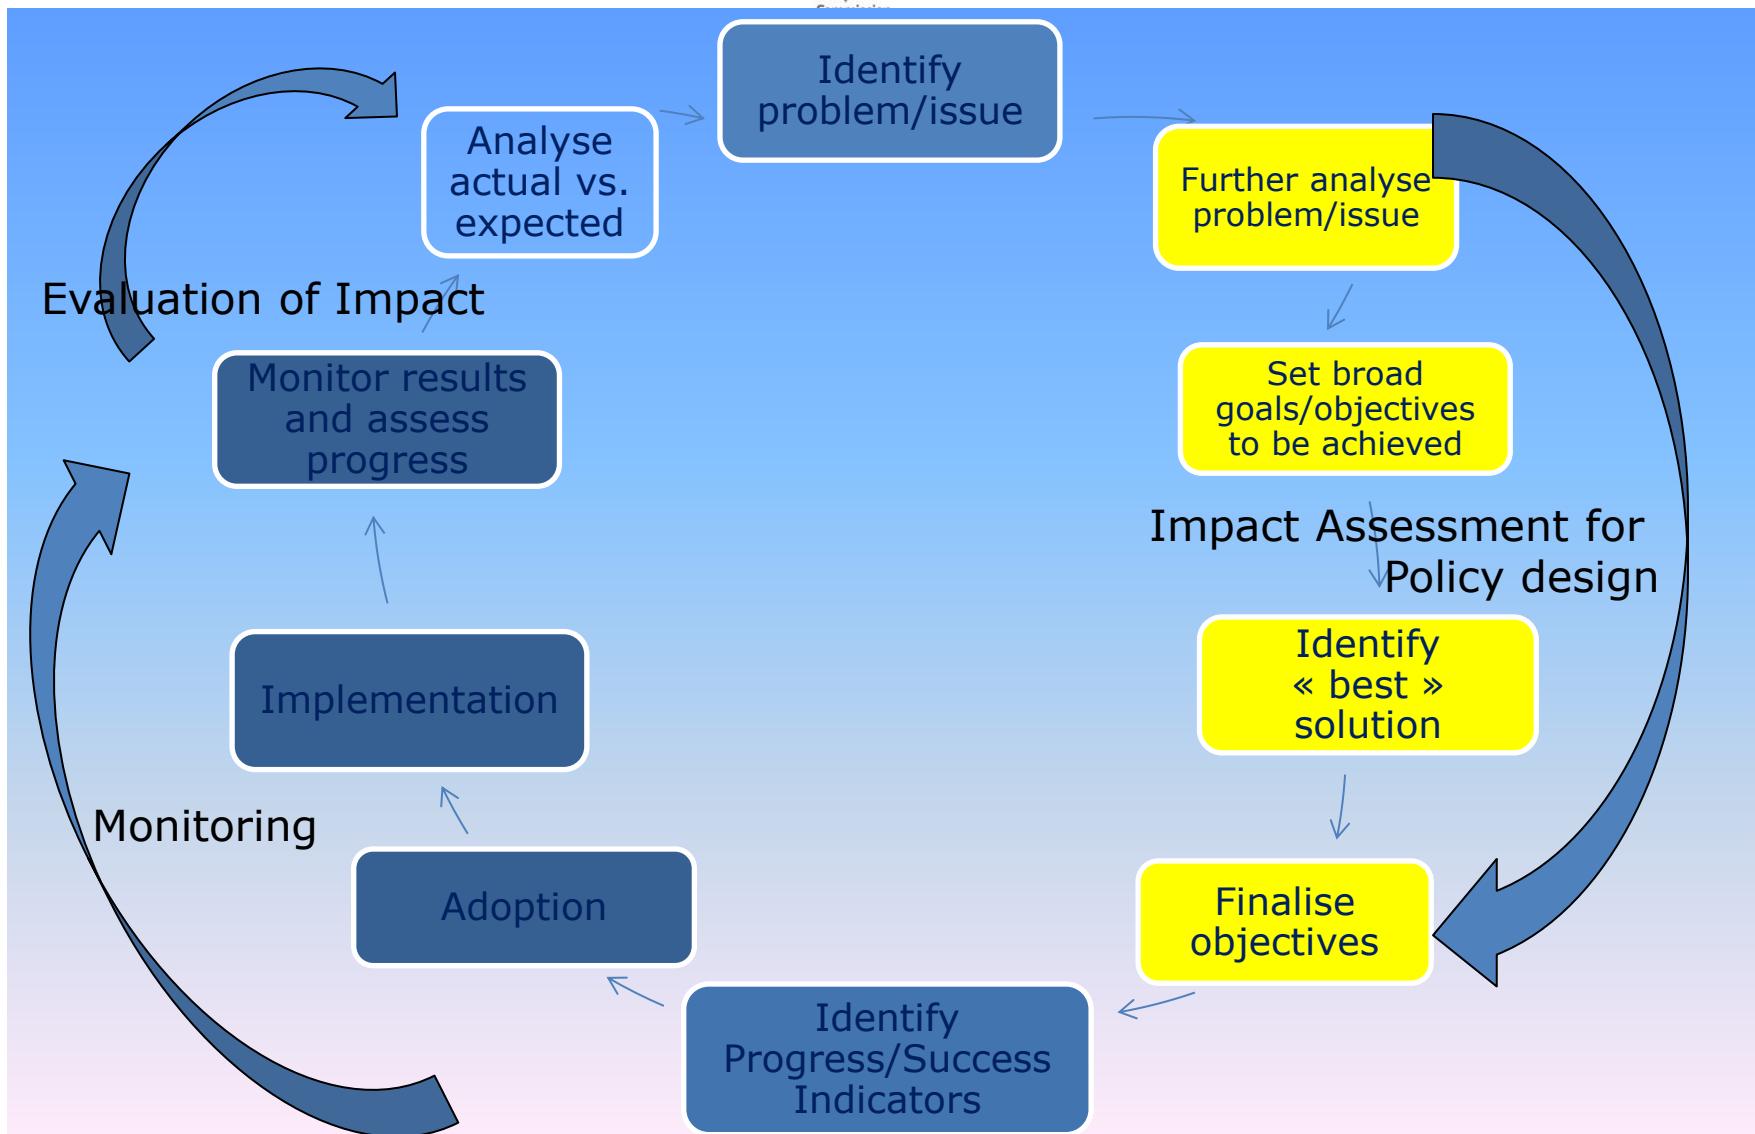 Identify
problem/issue
Further analyse
problem/issue
Set broad
goals/objectives
to be achieved
Impact Assessment for
Policy design
Identify
« best »
solution
Finalise
objectives
Identify
Progress/Success
Indicators
Adoption
Monitoring
Implementation
Monitor results
and assess
progress
Evaluation of Impact
Analyse
actual vs.
expected